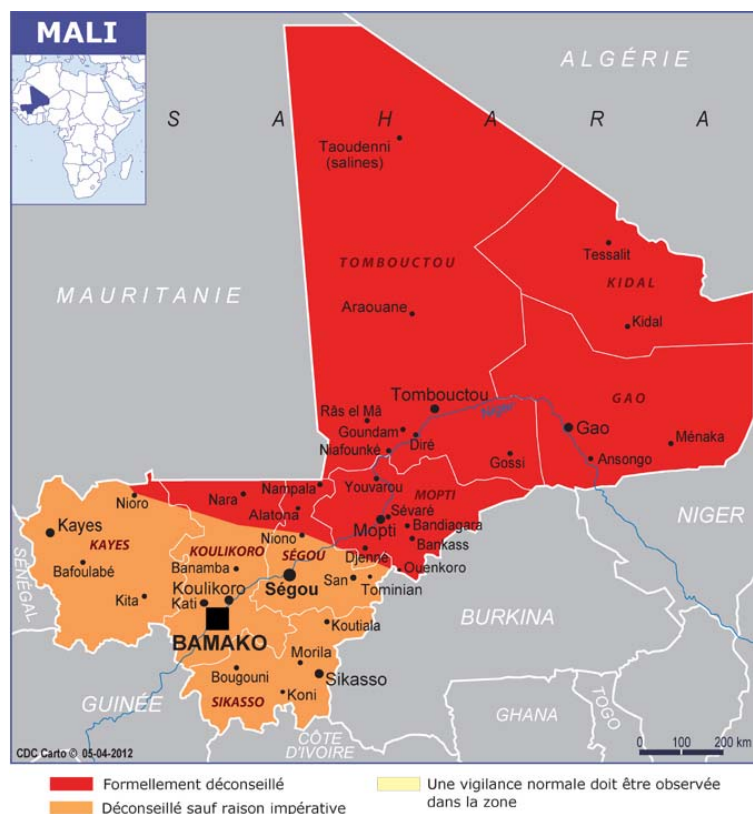 MALI
ALGÉRIE
S A H A R A
Taoudenni
(salines)
TOMBOUCTOU
Tessalit
KIDAL
MAURITANIE
Araouane
Kidal
Tombouctou
GAO
Râs el Mâ
Goundam
Diré
Niafounké
Gao
Ménaka
Gossi
Ansongo
Nioro
Nara
Nampala
Youvarou
MOPTI
Alatona
Sévaré
NIGER
Kayes
KAYES
KOULIKORO
SÉGOU
Niono
Mopti
Bandiagara
Bankass
Djenné
Ouenkoro
SÉNÉGAL
Bafoulabé
Banamba
Koulikoro
Ségou
San
Tominian
Kita
Kati
BURKINA
BAMAKO
Koutiala
Morila
Bougouni
Sikasso
GUINÉE
SIKASSO
Koni
GHANA
TOGO
CÔTE
D'IVOIRE
CDC Carto © 05-04-2012
0 100 200 km
Formellement déconseillé
Déconseillé sauf raison impérative
Une vigilance normale doit être observée
dans la zone